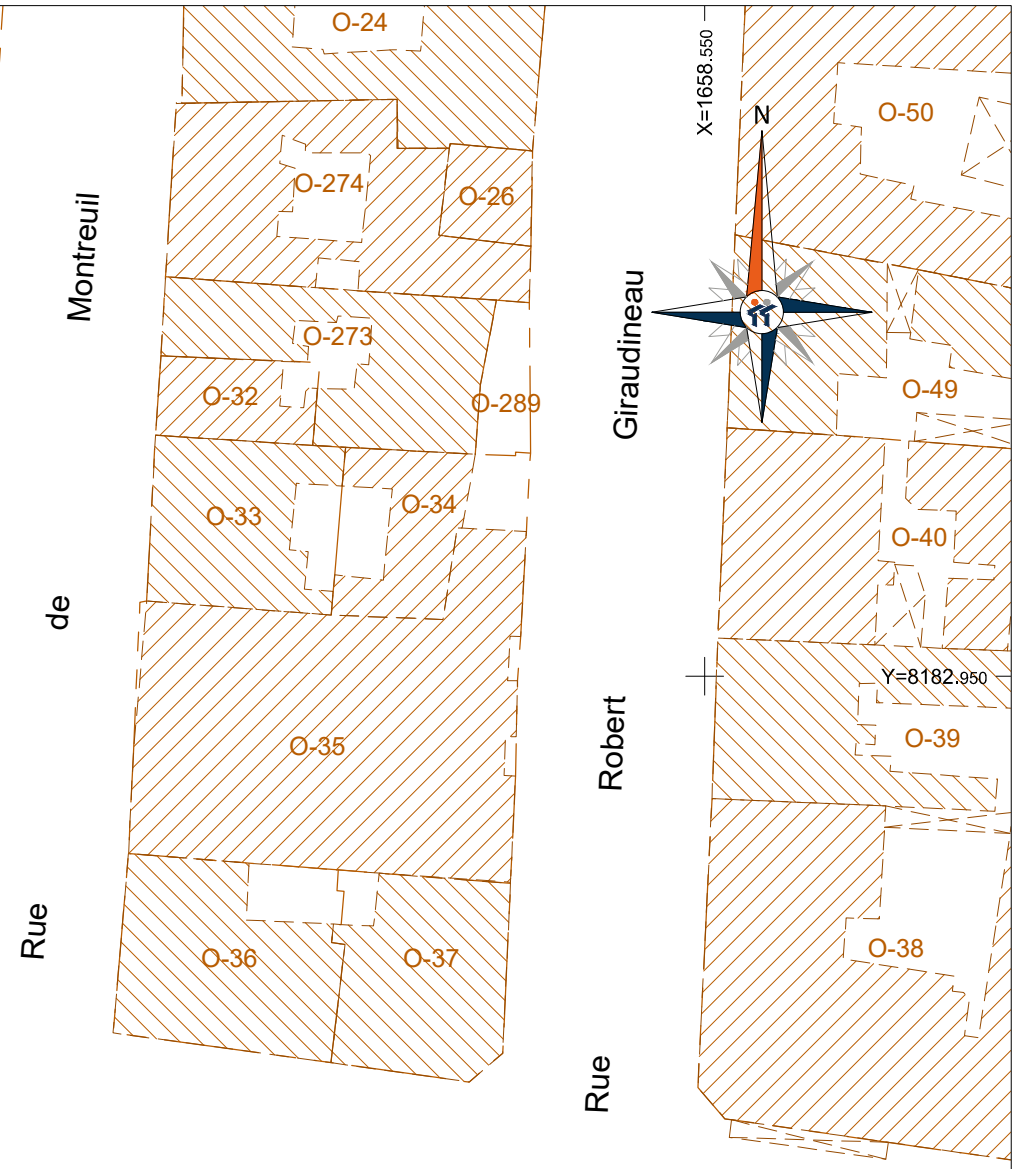 O-24
X=1658.550
O-50
N
O-274
O-26
Montreuil
O-273
Giraudineau
O-32
O-289
O-49
O-33
O-34
O-40
de
Y=8182.950
O-35
Robert
O-39
Rue
O-36
O-37
O-38
Rue